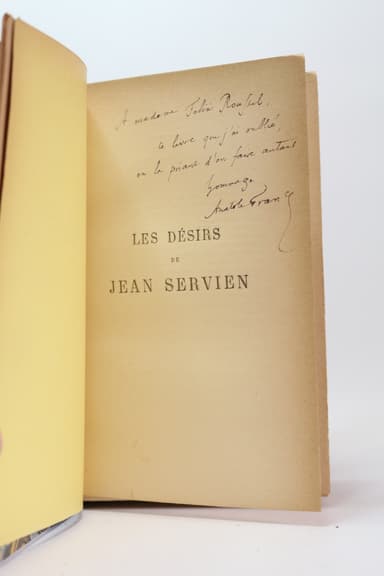 A madame Félix Roussel,
ce livre que j'ai oublié,
en la priant d'en faire autant
hommage
Anatole France
LES DÉSIRS
DE
JEAN SERVIEN